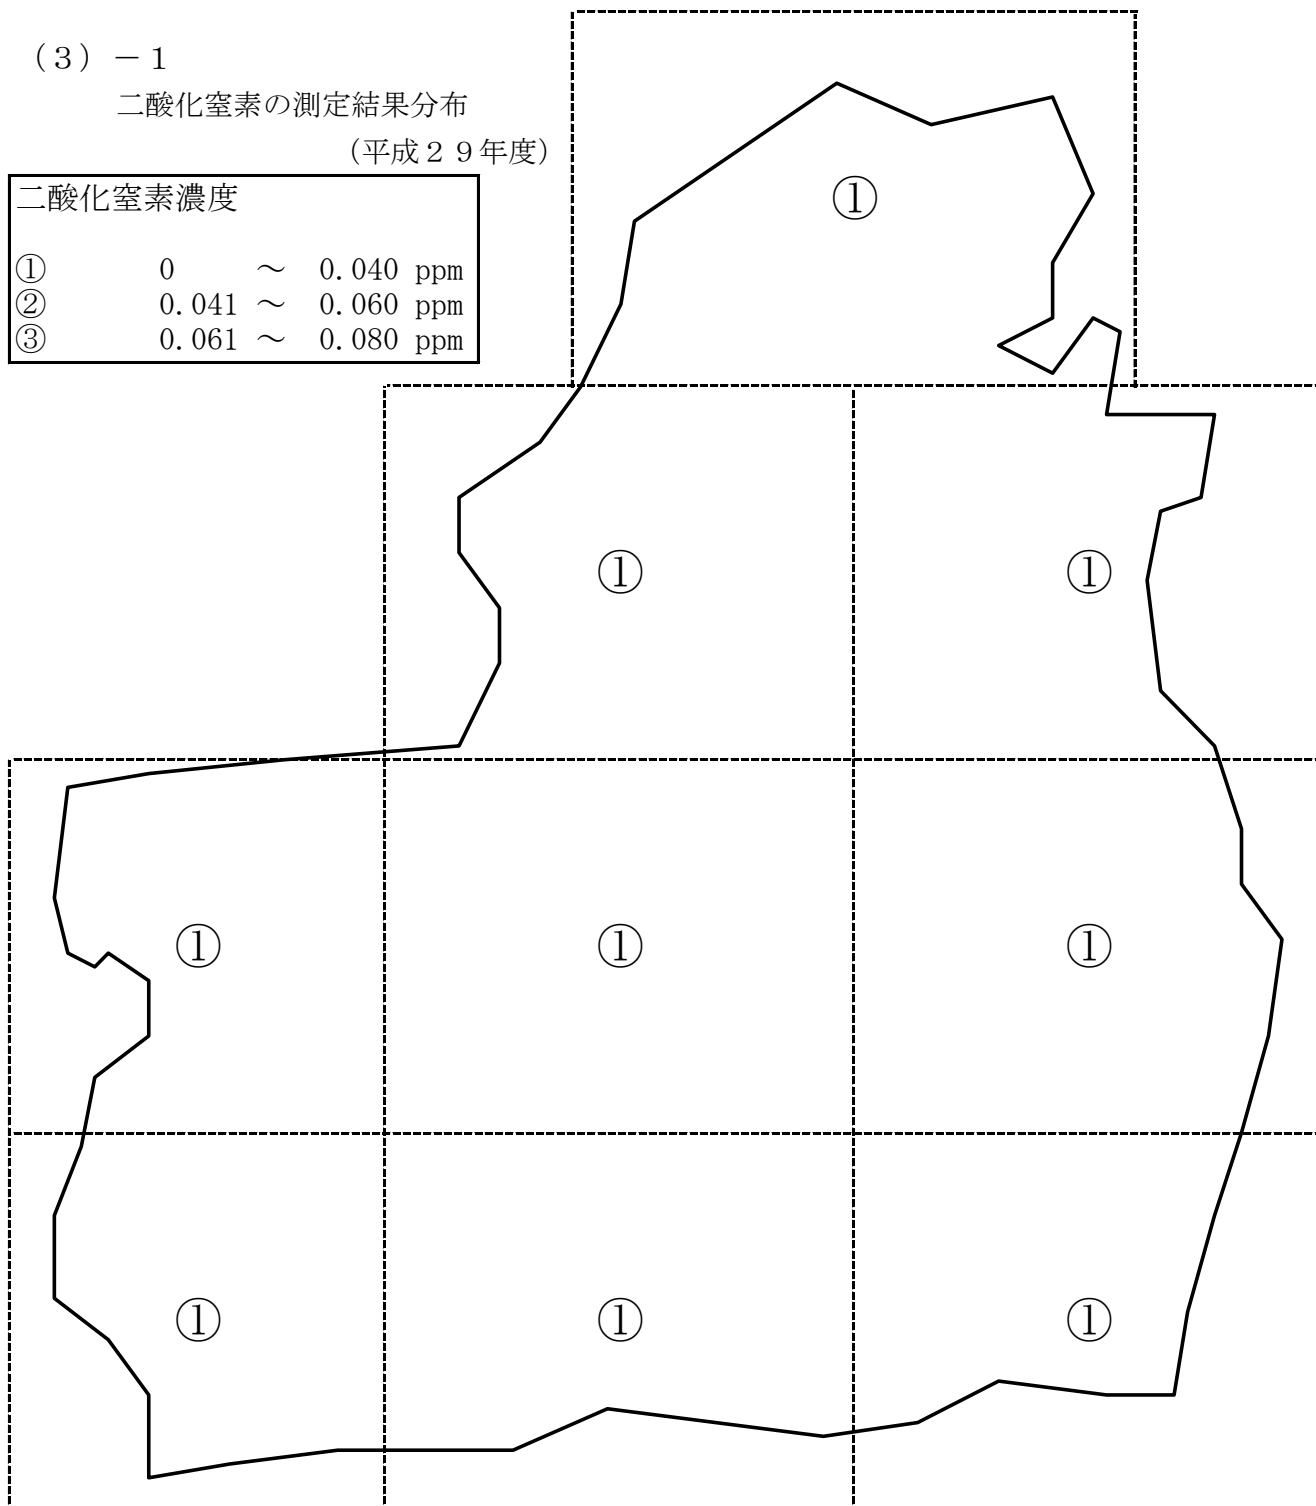 （３）－１
二酸化窒素の測定結果分布
（平成２９年度）
二酸化窒素濃度
① 0 ～ 0.040 ppm
② 0.041 ～ 0.060 ppm
③ 0.061 ～ 0.080 ppm
①
① ①
① ① ①
① ① ①